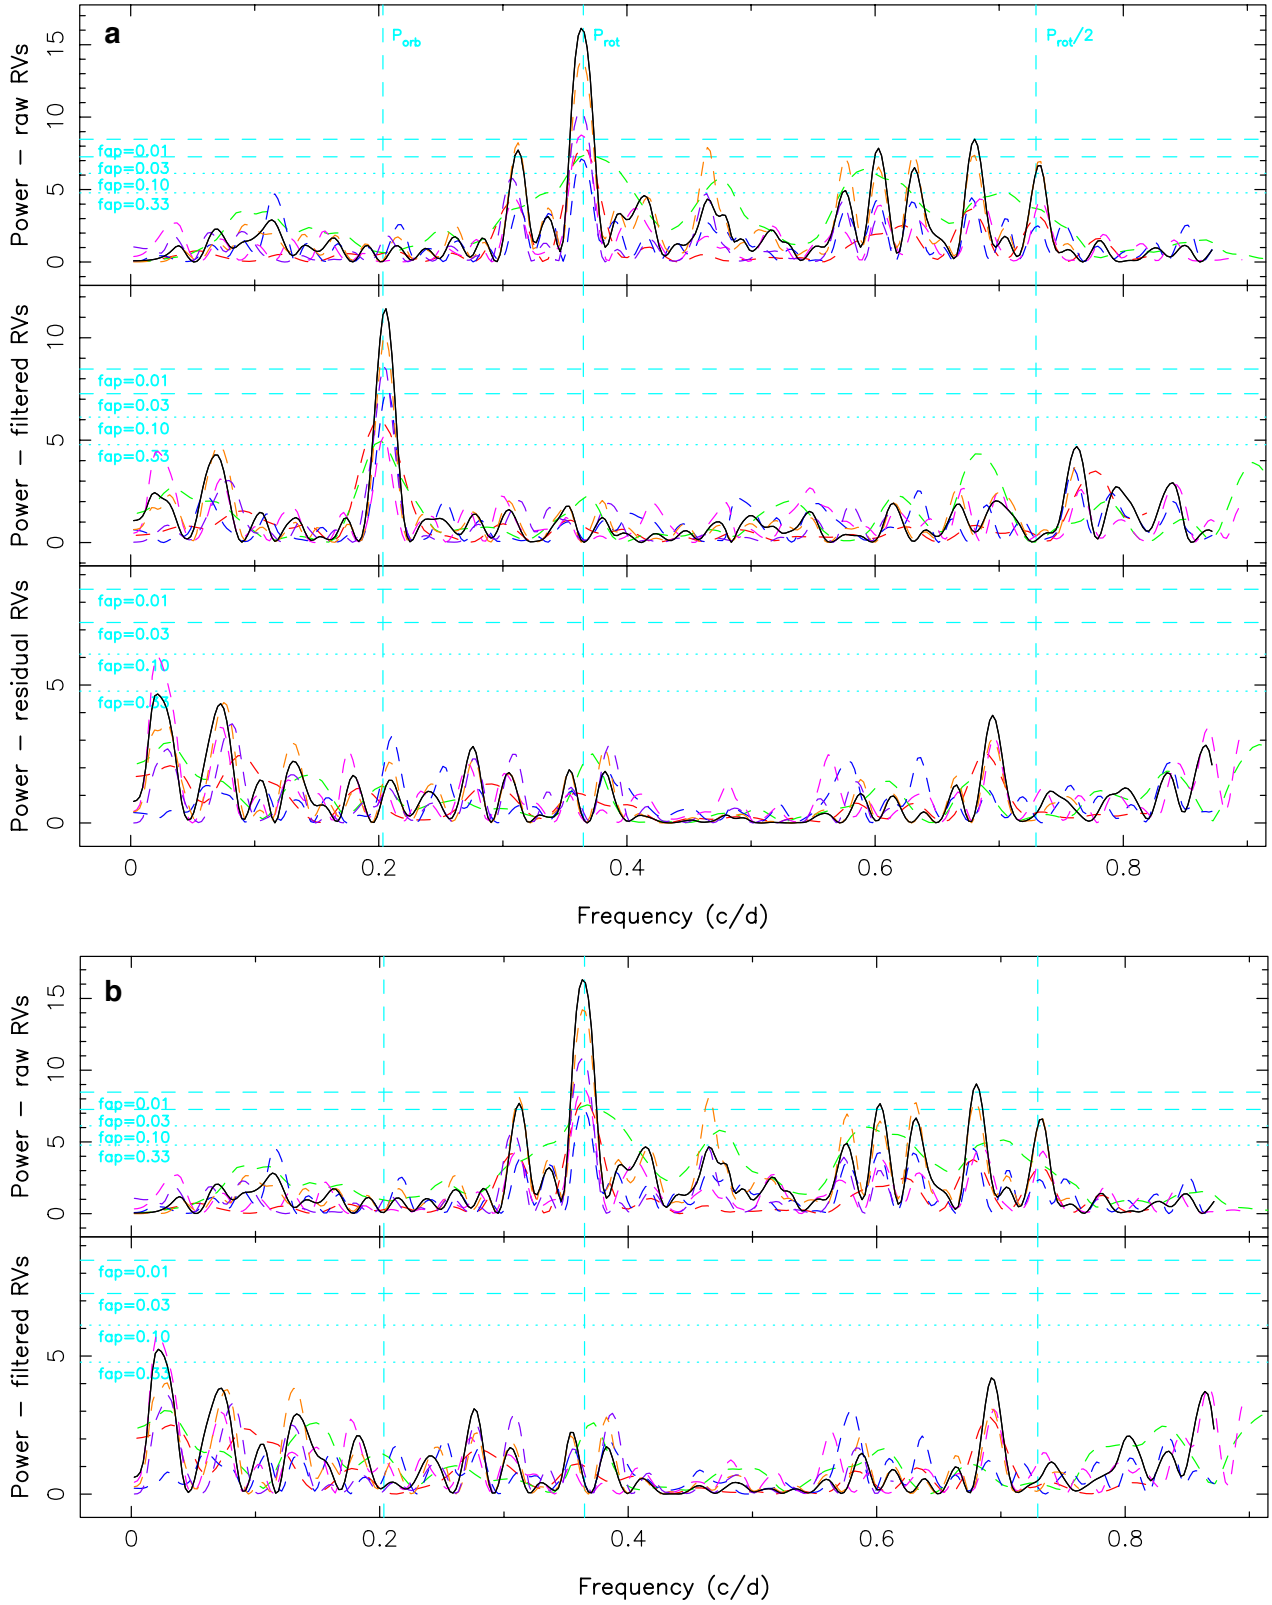 a
P_orb P_rot P_rot/2
Power – raw RVs
15
10
5
0
fap=0.01
fap=0.03
fap=0.10
fap=0.33
Power – filtered RVs
10
5
0
fap=0.01
fap=0.03
fap=0.10
fap=0.33
Power – residual RVs
5
0
fap=0.01
fap=0.03
fap=0.10
fap=0.33
0 0.2 0.4 0.6 0.8
Frequency (c/d)
b
Power – raw RVs
15
10
5
0
fap=0.01
fap=0.03
fap=0.10
fap=0.33
Power – filtered RVs
5
0
fap=0.01
fap=0.03
fap=0.10
fap=0.33
0 0.2 0.4 0.6 0.8
Frequency (c/d)